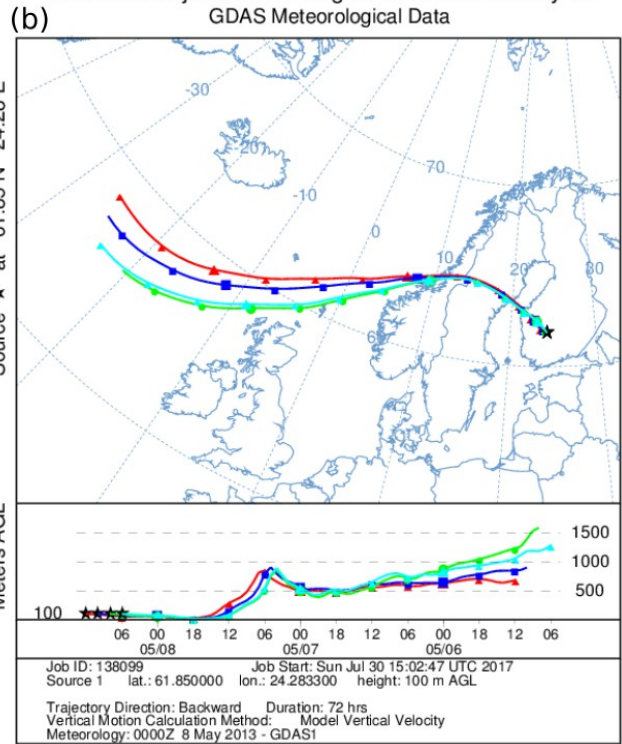 (b)
GDAS Meteorological Data
-30
20
-10
70
0
10
20
30
Source ★ at 61.85 N 24.28 E
Meters AGL
1500
1000
500
100
06 00 18 12 06 00 18 12 06 00 18 12 06
05/08 05/07 05/06
Job ID: 138099 Job Start: Sun Jul 30 15:02:47 UTC 2017
Source 1 lat.: 61.850000 lon.: 24.283300 height: 100 m AGL
Trajectory Direction: Backward Duration: 72 hrs
Vertical Motion Calculation Method: Model Vertical Velocity
Meteorology: 0000Z 8 May 2013 - GDAS1